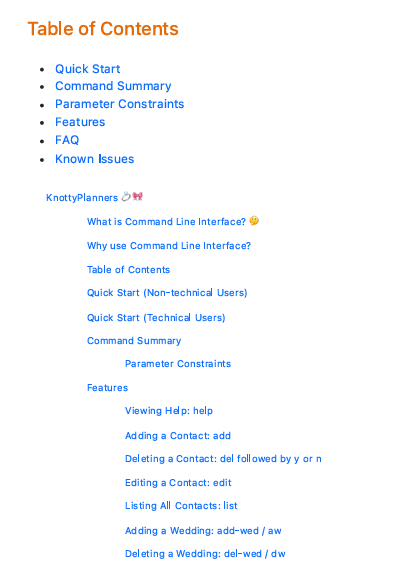 Table of Contents
Quick Start
Command Summary
Parameter Constraints
Features
FAQ
Known Issues
KnottyPlanners 💍🎀
What is Command Line Interface? 🤔
Why use Command Line Interface?
Table of Contents
Quick Start (Non-technical Users)
Quick Start (Technical Users)
Command Summary
Parameter Constraints
Features
Viewing Help: help
Adding a Contact: add
Deleting a Contact: del followed by y or n
Editing a Contact: edit
Listing All Contacts: list
Adding a Wedding: add-wed / aw
Deleting a Wedding: del-wed / dw